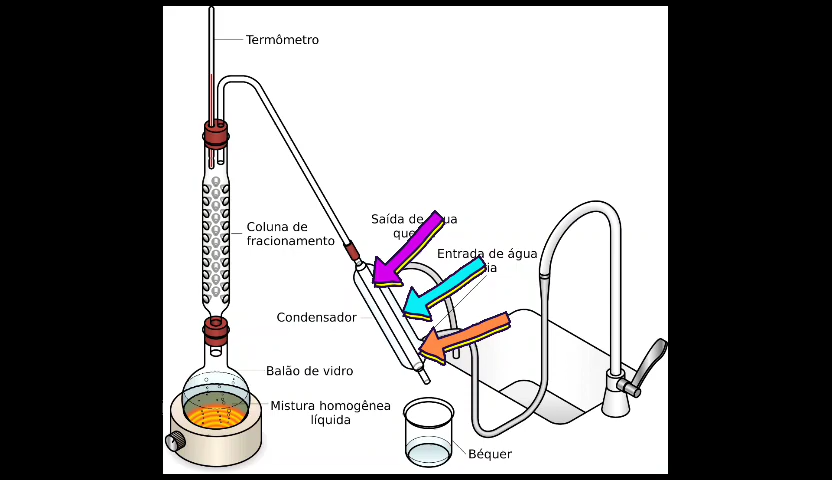 Termômetro
Saída de
Coluna de
fracionamento
Entrada de água
Condensador
Balão de vidro
Mistura homogênea
líquida
Béquer